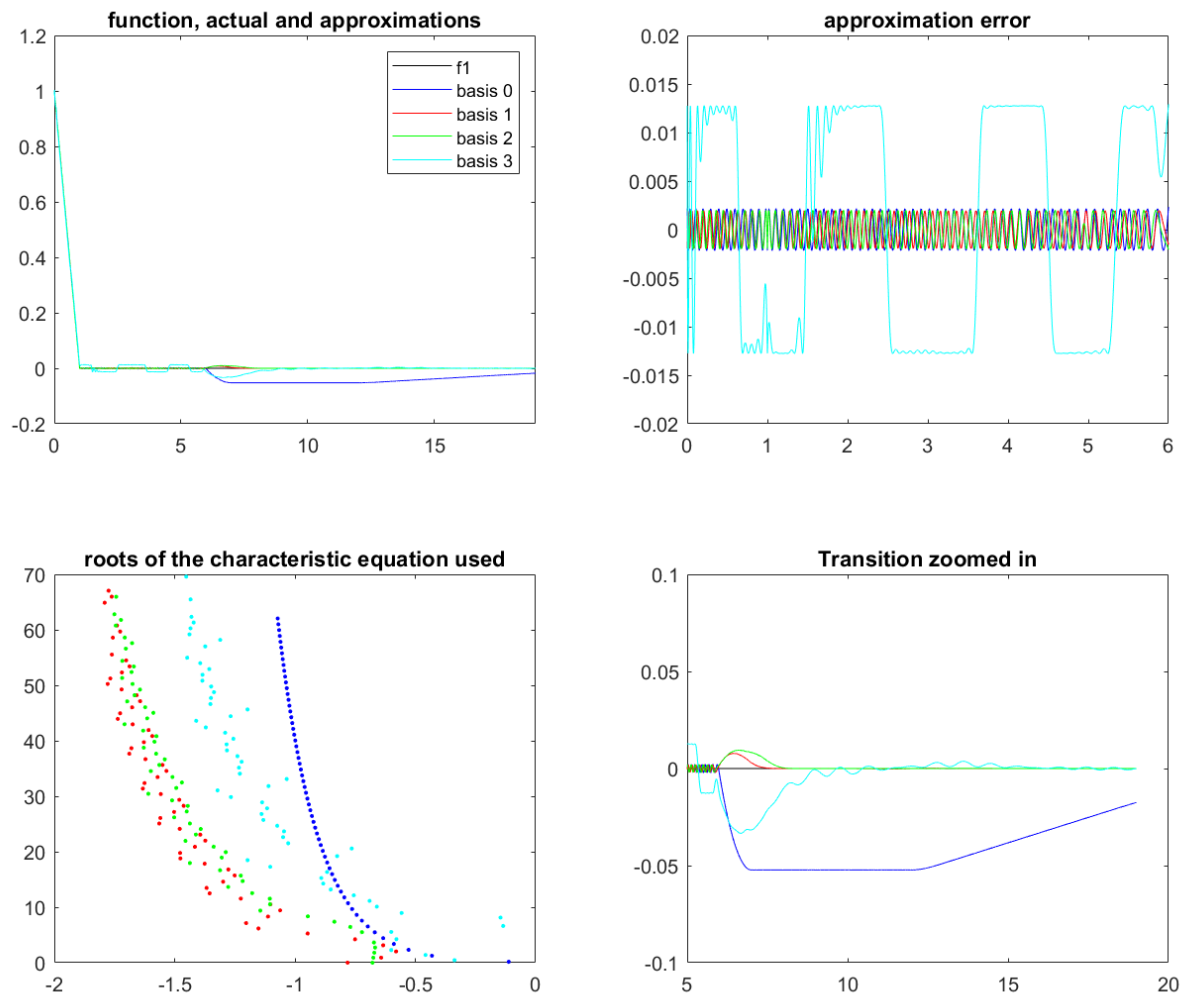 function, actual and approximations
1.2
1
0.8
0.6
0.4
0.2
0
-0.2
0 5 10 15
f1
basis 0
basis 1
basis 2
basis 3
approximation error
0.02
0.015
0.01
0.005
0
-0.005
-0.01
-0.015
-0.02
0 1 2 3 4 5 6
roots of the characteristic equation used
70
60
50
40
30
20
10
0
-2 -1.5 -1 -0.5 0
Transition zoomed in
0.1
0.05
0
-0.05
-0.1
5 10 15 20